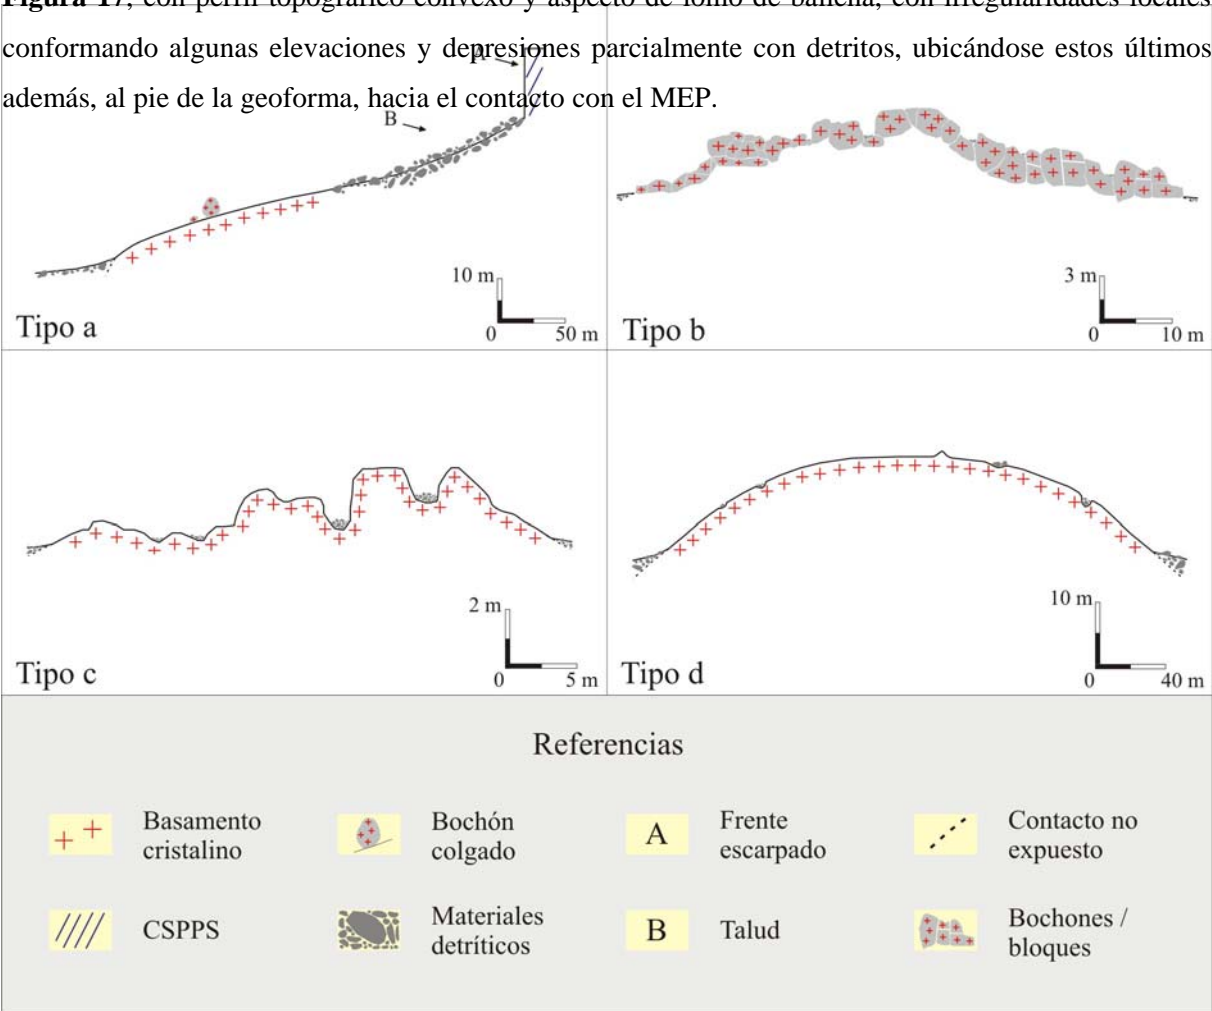 Figura 17, con perfil topográfico convexo y aspecto de lomo de ballena, con irregularidades locales
conformando algunas elevaciones y depresiones parcialmente con detritos, ubicándose estos últimos
además, al pie de la geoforma, hacia el contacto con el MEP.
A
B
10 m
0 50 m
Tipo a
3 m
0 10 m
Tipo b
2 m
0 5 m
Tipo c
10 m
0 40 m
Tipo d
Referencias
Basamento
cristalino
Bochón
colgado
A
Frente
escarpado
Contacto no
expuesto
CSPPS
Materiales
detríticos
B
Talud
Bochones /
bloques